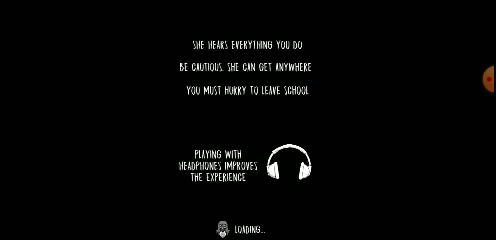 SHE HEARS EVERYTHING YOU DO
BE CAUTIOUS. SHE CAN GET ANYWHERE
YOU MUST HURRY TO LEAVE SCHOOL
PLAYING WITH
HEADPHONES IMPROVES
THE EXPERIENCE
LOADING...